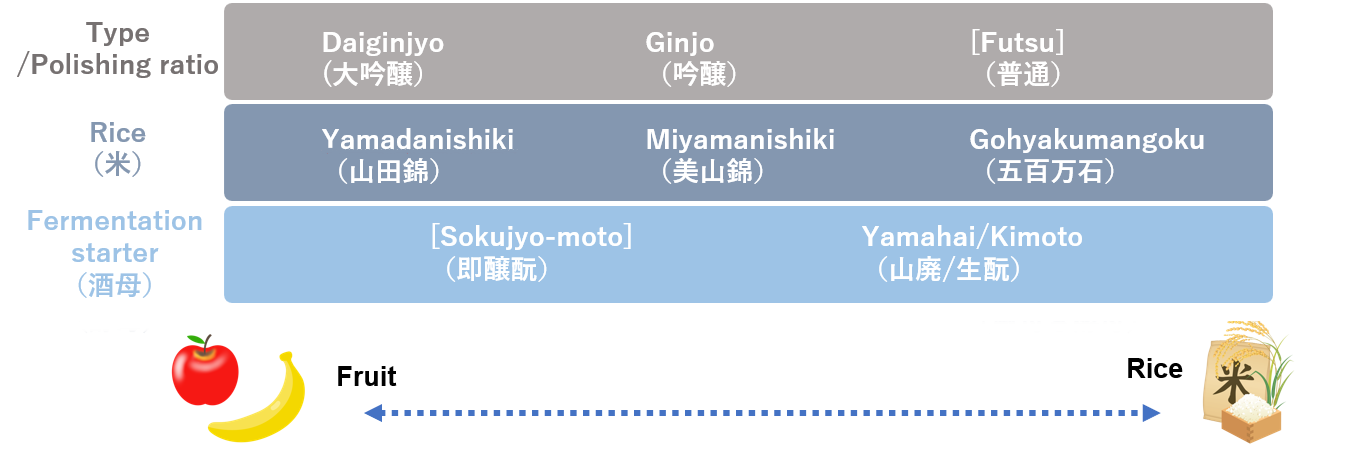 Type
/Polishing ratio
Daiginjyo
(大吟醸)
Ginjo
(吟醸)
[Futsu]
(普通)
Rice
(米)
Yamadanishiki
(山田錦)
Miyamanishiki
(美山錦)
Gohyakumangoku
(五百万石)
Fermentation
starter
(酒母)
[Sokujyo-moto]
(即醸酛)
Yamahai/Kimoto
(山廃/生酛)
Fruit
Rice
米